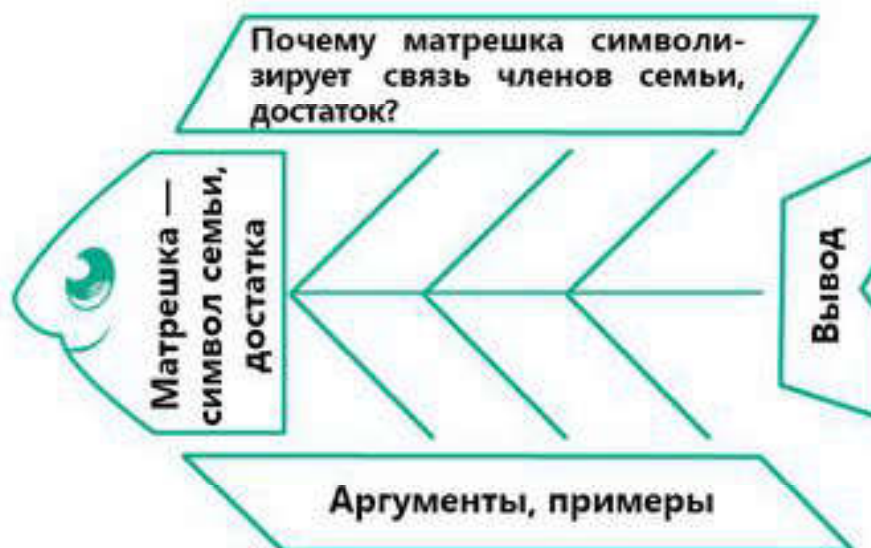 Почему матрешка символи-
зирует связь членов семьи,
достаток?
Матрешка —
символ семьи,
достатка
Вывод
Аргументы, примеры